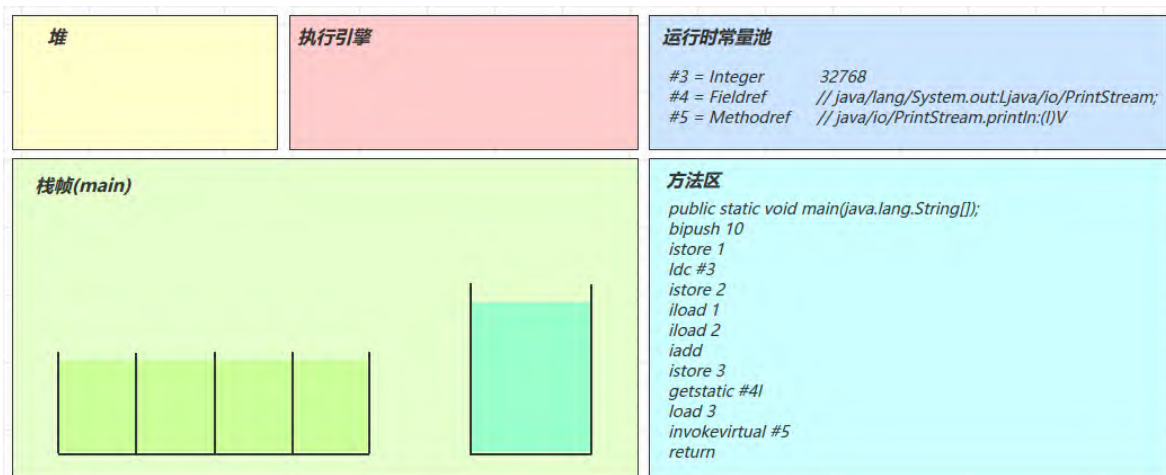 堆
执行引擎
运行时常量池
#3 = Integer 32768
#4 = Fieldref // java/lang/System.out:Ljava/io/PrintStream;
#5 = Methodref // java/io/PrintStream.println:(I)V
栈帧(main)
方法区
public static void main(java.lang.String[]);
bipush 10
istore 1
ldc #3
istore 2
iload 1
iload 2
iadd
istore 3
getstatic #4l
load 3
invokevirtual #5
return